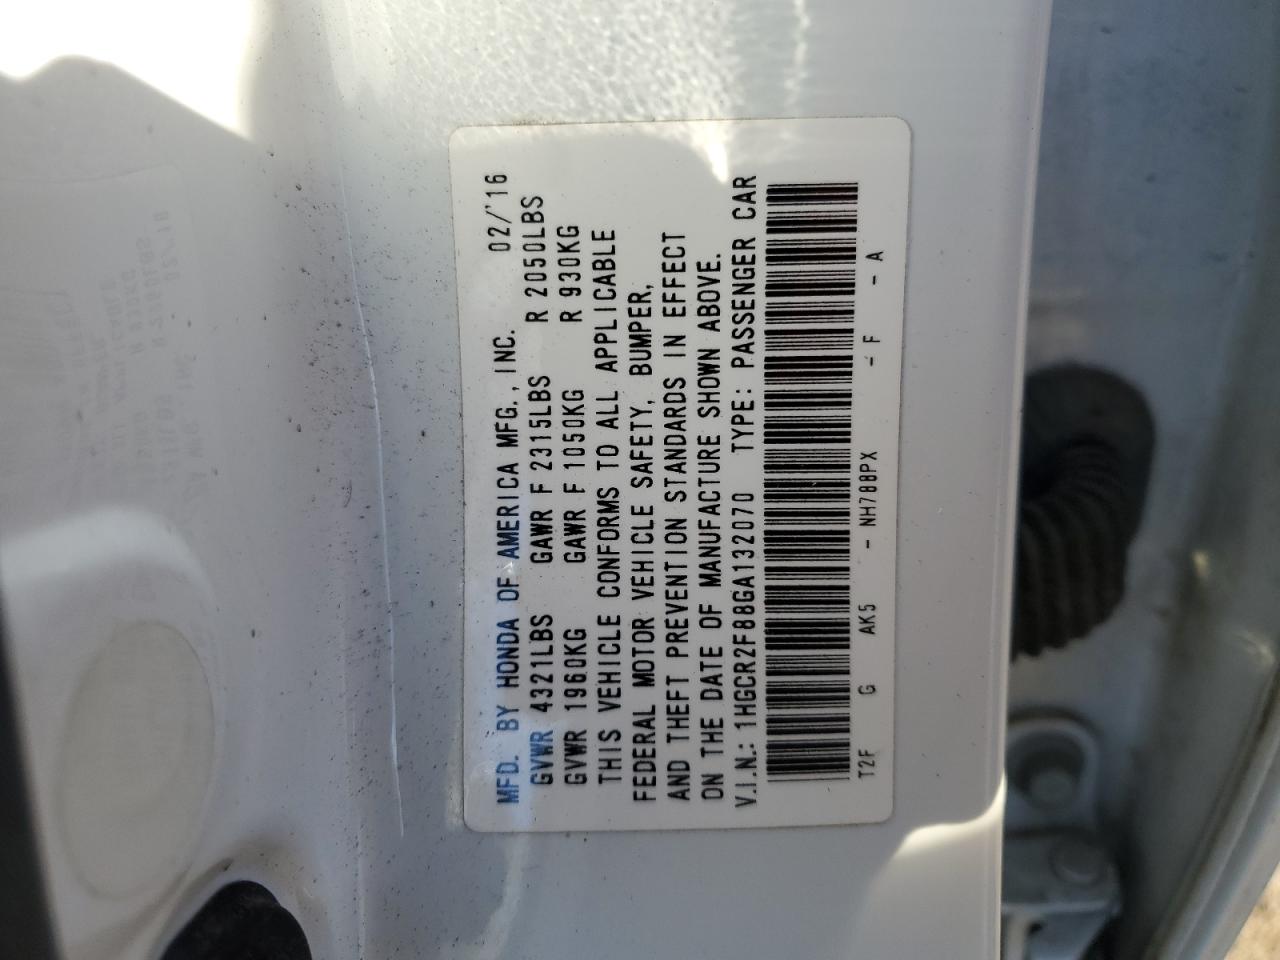 MFD. BY HONDA OF AMERICA MFG., INC. 02/'16
GVWR 4321LBS GAWR F 2315LBS R 2050LBS
GVWR 1960KG GAWR F 1050KG R 930KG
THIS VEHICLE CONFORMS TO ALL APPLICABLE
FEDERAL MOTOR VEHICLE SAFETY, BUMPER,
AND THEFT PREVENTION STANDARDS IN EFFECT
ON THE DATE OF MANUFACTURE SHOWN ABOVE.
V.I.N.: 1HGCR2F88GA132070 TYPE: PASSENGER CAR
T2F G AK5 - NH788PX - F - A